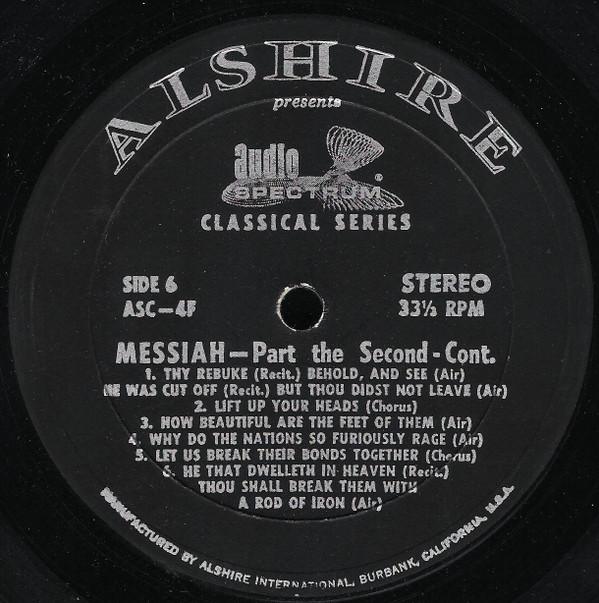 ALSHIRE
presents
audio
SPECTRUM®
CLASSICAL SERIES
SIDE 6
STEREO
ASC—4F
33⅓ RPM
MESSIAH—Part the Second-Cont.
1. THY REBUKE (Recit.) BEHOLD, AND SEE (Air)
HE WAS CUT OFF (Recit.) BUT THOU DIDST NOT LEAVE (Air)
2. LIFT UP YOUR HEADS (Chorus)
3. HOW BEAUTIFUL ARE THE FEET OF THEM (Air)
4. WHY DO THE NATIONS SO FURIOUSLY RAGE (Air)
5. LET US BREAK THEIR BONDS TOGETHER (Chorus)
6. HE THAT DWELLETH IN HEAVEN (Recit.)
THOU SHALL BREAK THEM WITH
A ROD OF IRON (Air)
MANUFACTURED BY ALSHIRE INTERNATIONAL, BURBANK, CALIFORNIA, U.S.A.